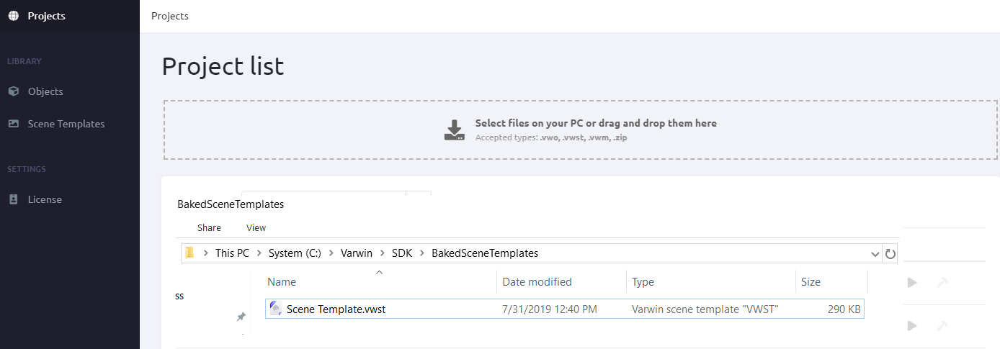 Projects
Projects
LIBRARY
Objects
Scene Templates
SETTINGS
License
Project list
Select files on your PC or drag and drop them here
Accepted types: .vwo, .vwst, .vwm, .zip
BakedSceneTemplates
Share View
This PC > System (C:) > Varwin > SDK > BakedSceneTemplates
Name Date modified Type Size
ss
Scene Template.vwst 7/31/2019 12:40 PM Varwin scene template "VWST" 290 KB